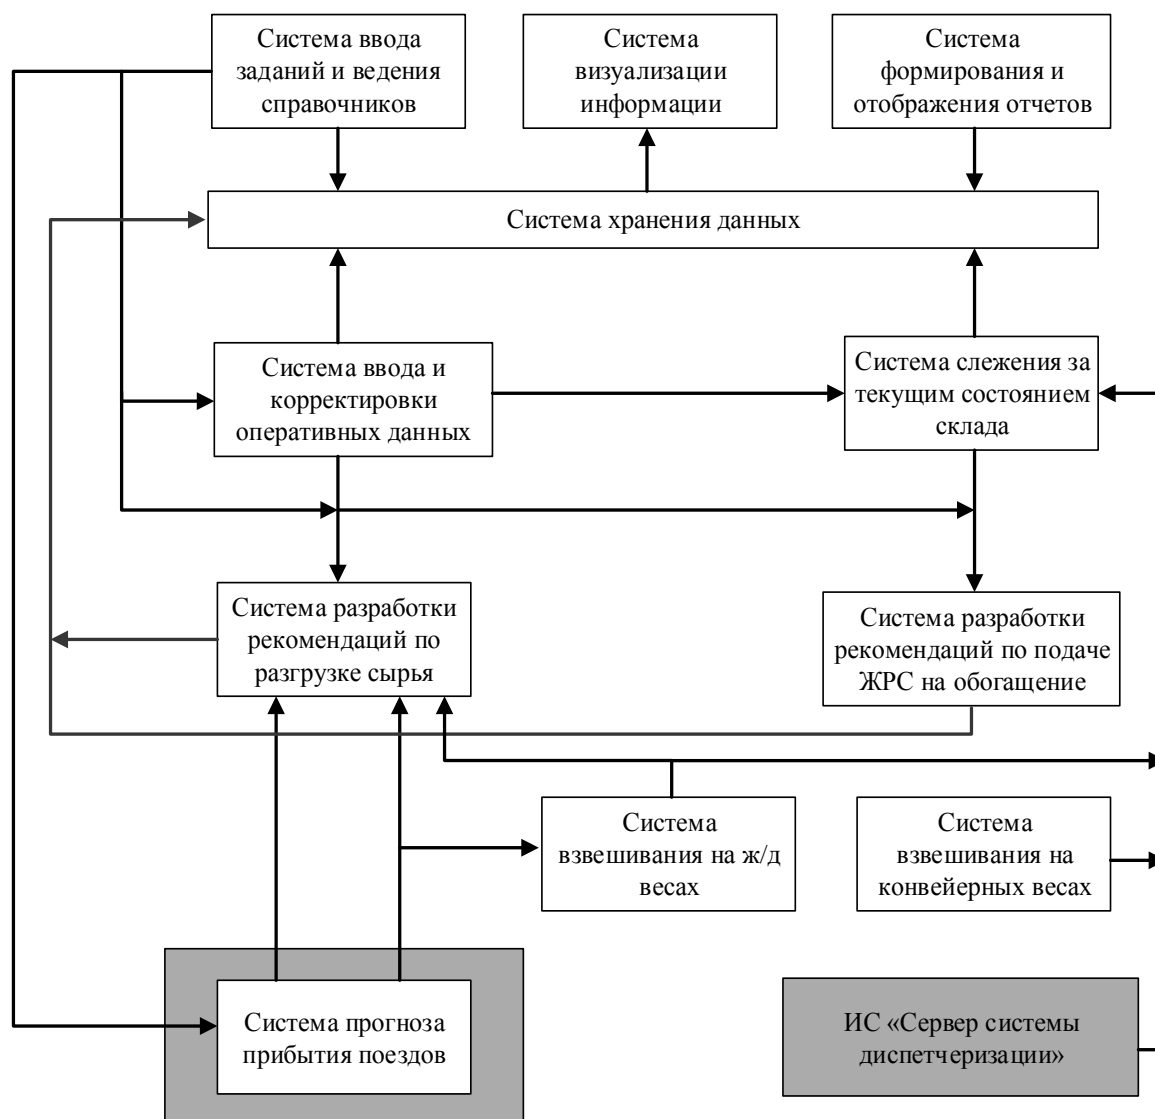 Система ввода
заданий и ведения
справочников
Система
визуализации
информации
Система
формирования и
отображения отчетов
Система хранения данных
Система ввода и
корректировки
оперативных данных
Система слежения за
текущим состоянием
склада
Система разработки
рекомендаций по
разгрузке сырья
Система разработки
рекомендаций по подаче
ЖРС на обогащение
Система
взвешивания на ж/д
весах
Система
взвешивания на
конвейерных весах
Система прогноза
прибытия поездов
ИС «Сервер системы
диспетчеризации»